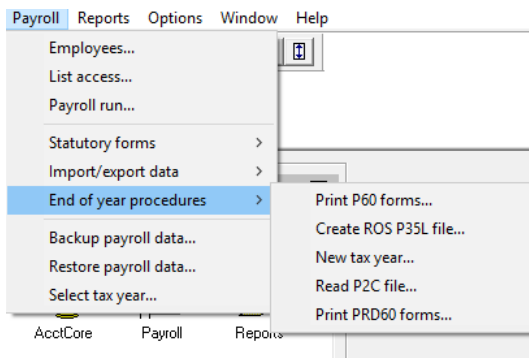 Payroll Reports Options Window Help
Employees...
List access...
Payroll run...
Statutory forms
Import/export data
End of year procedures
Print P60 forms...
Create ROS P35L file...
New tax year...
Read P2C file...
Print PRD60 forms...
Backup payroll data...
Restore payroll data...
Select tax year...
AcctCore Payroll Reports